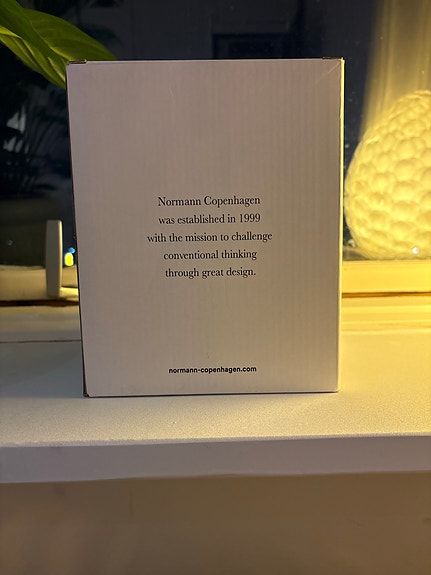 Normann Copenhagen
was established in 1999
with the mission to challenge
conventional thinking
through great design.
normann-copenhagen.com